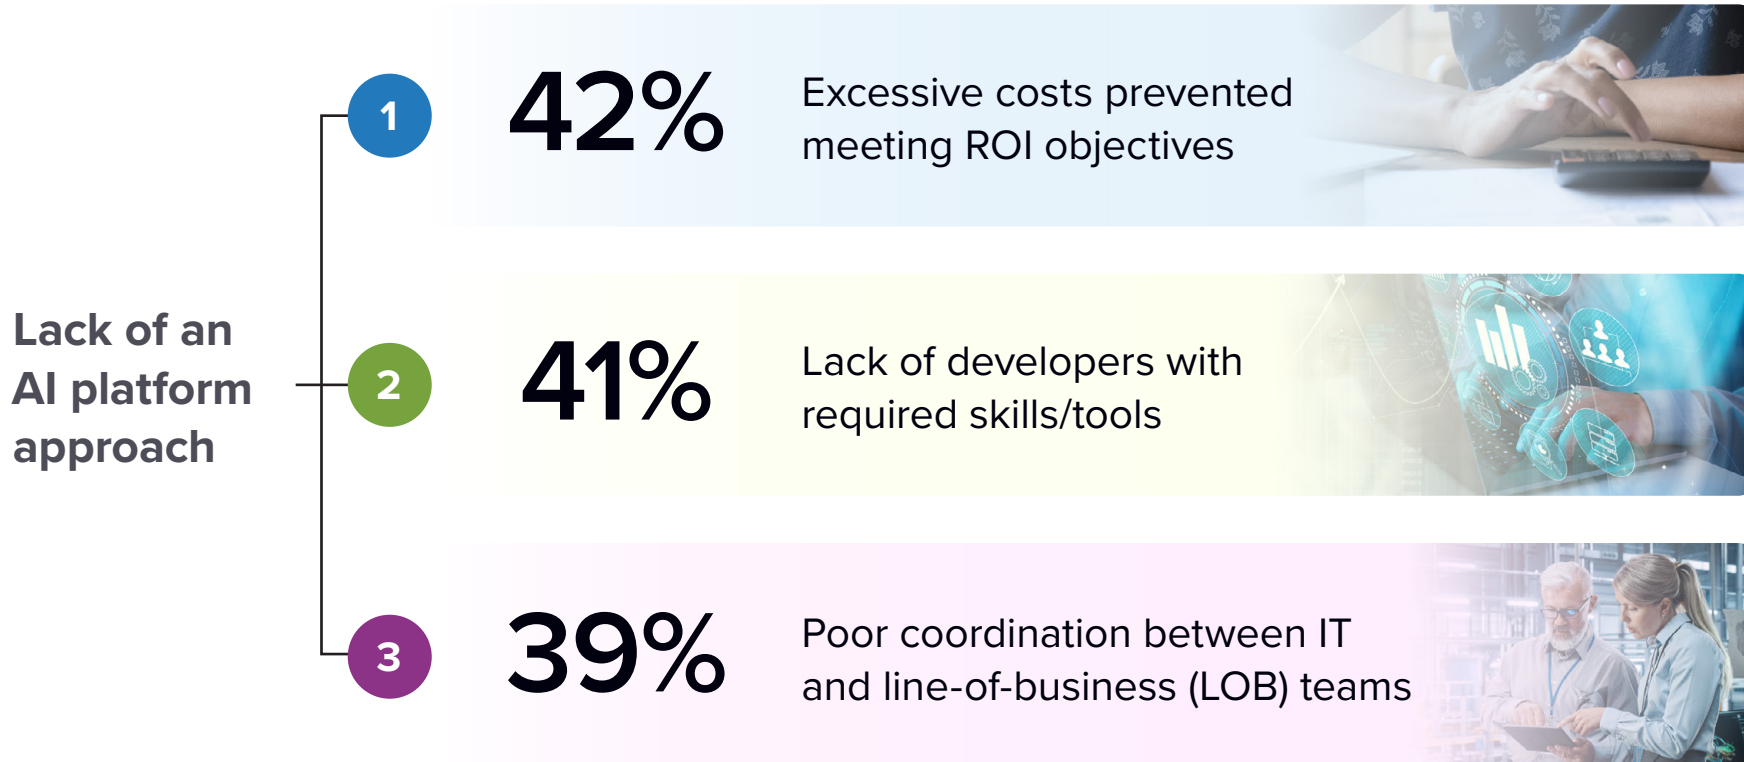 Lack of an
AI platform
approach
1
42%
Excessive costs prevented
meeting ROI objectives
2
41%
Lack of developers with
required skills/tools
3
39%
Poor coordination between IT
and line-of-business (LOB) teams